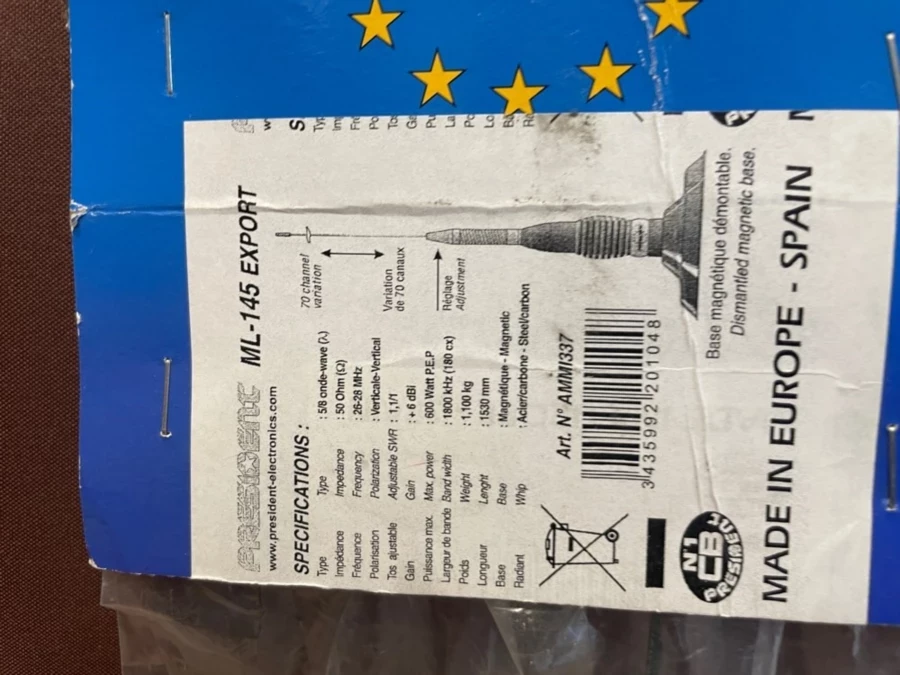 PRESIDENT
ML-145 EXPORT
www.president-electronics.com
SPECIFICATIONS :
Type Type : 5/8 onde-wave (λ)
Impédance Impedance : 50 Ohm (Ω)
Fréquence Frequency : 26-28 MHz
Polarisation Polarization : Verticale-Vertical
Tos ajustable Adjustable SWR : 1,1/1
Gain Gain : + 6 dBi
Puissance max. Max. power : 600 Watt P.E.P
Largeur de bande Band width : 1800 kHz (180 cx)
Poids Weight : 1,100 kg
Longueur Lenght : 1530 mm
Base Base : Magnétique - Magnetic
Radiant Whip : Acier/carbone - Steel/carbon
70 channel
variation
Variation
de 70 canaux
Réglage
Adjustment
Art. N° AMMI337
3 435992 201048
Base magnétique démontable.
Dismantled magnetic base.
N1
CB
PRESIDENT
MADE IN EUROPE - SPAIN